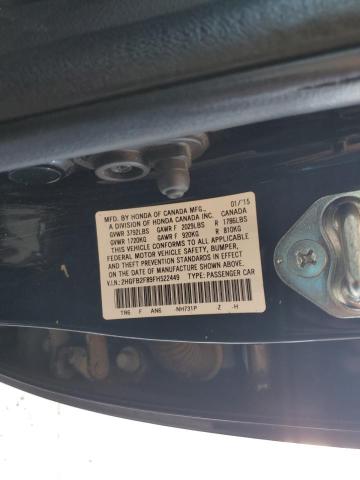 MFD. BY HONDA OF CANADA MFG., 01/15
A DIVISION OF HONDA CANADA INC. CANADA
GVWR 3792LBS GAWR F 2029LBS R 1786LBS
GVWR 1720KG GAWR F 920KG R 810KG
THIS VEHICLE CONFORMS TO ALL APPLICABLE
FEDERAL MOTOR VEHICLE SAFETY, BUMPER,
AND THEFT PREVENTION STANDARDS IN EFFECT
ON THE DATE OF MANUFACTURE SHOWN ABOVE.
V.I.N.: 2HGFB2F89FH522449 TYPE: PASSENGER CAR
TR6 F AN6 NH731P Z -H